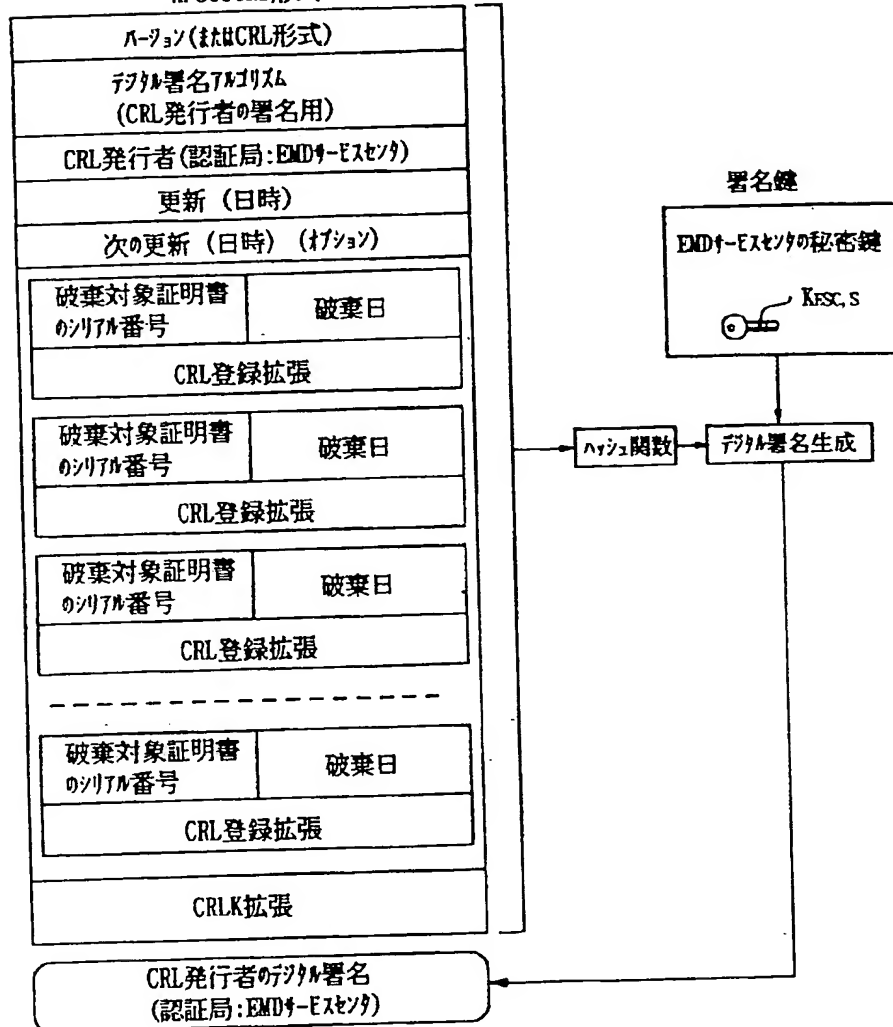 バージョン(またはCRL形式)
デジタル署名アルゴリズム
(CRL発行者の署名用)
CRL発行者(認証局:EMDサービスセンタ)
更新 (日時)
次の更新 (日時) (オプション)
破棄対象証明書
のシリアル番号
破棄日
CRL登録拡張
破棄対象証明書
のシリアル番号
破棄日
CRL登録拡張
破棄対象証明書
のシリアル番号
破棄日
CRL登録拡張
破棄対象証明書
のシリアル番号
破棄日
CRL登録拡張
CRLK拡張
CRL発行者のデジタル署名
(認証局:EMDサービスセンタ)
署名鍵
EMDサービスセンタの秘密鍵
KESC,S
ハッシュ関数
デジタル署名生成